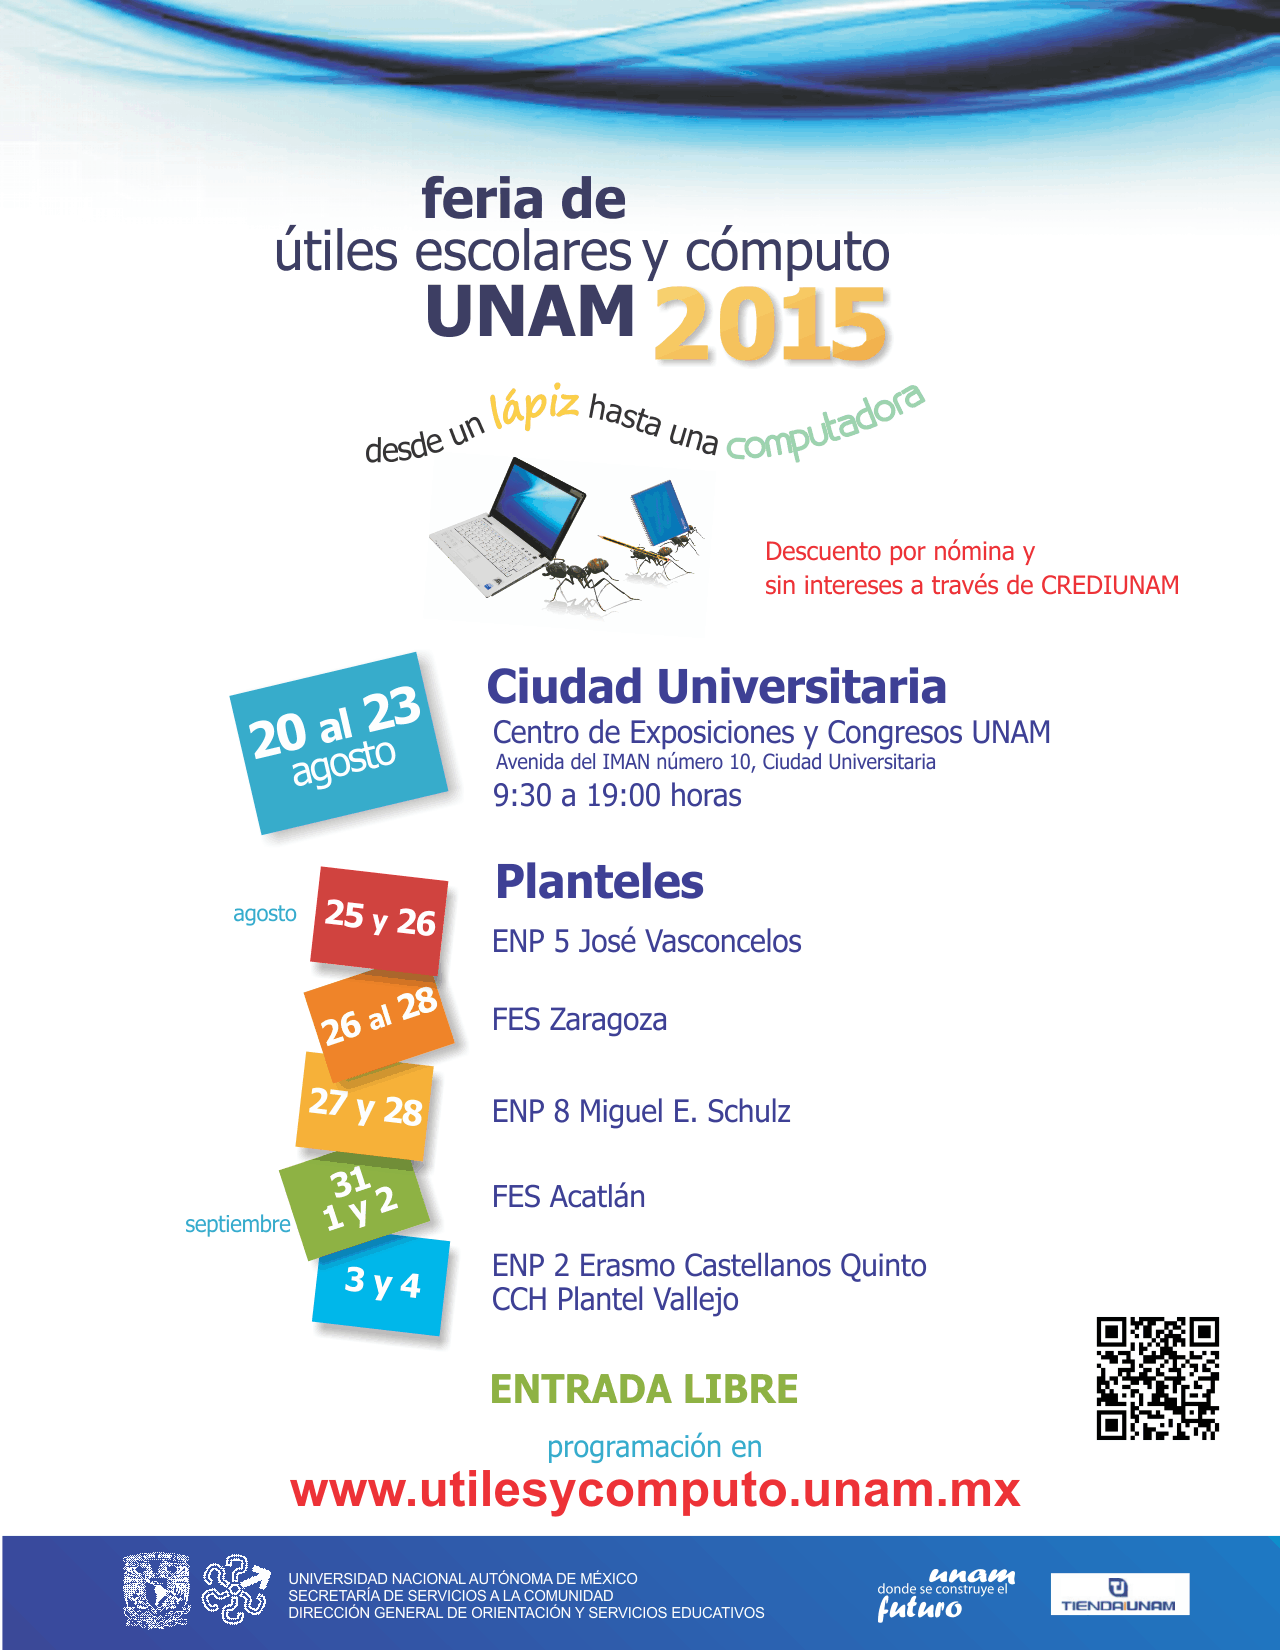 feria de
útiles escolares y cómputo
UNAM 2015
desde un lápiz hasta una computadora
Descuento por nómina y
sin intereses a través de CREDIUNAM
20 al 23
agosto
Ciudad Universitaria
Centro de Exposiciones y Congresos UNAM
Avenida del IMAN número 10, Ciudad Universitaria
9:30 a 19:00 horas
Planteles
agosto
25 y 26
ENP 5 José Vasconcelos
26 al 28
FES Zaragoza
27 y 28
ENP 8 Miguel E. Schulz
31
septiembre
1 y 2
FES Acatlán
3 y 4
ENP 2 Erasmo Castellanos Quinto
CCH Plantel Vallejo
ENTRADA LIBRE
programación en
www.utilesycomputo.unam.mx
UNIVERSIDAD NACIONAL AUTÓNOMA DE MÉXICO
SECRETARÍA DE SERVICIOS A LA COMUNIDAD
DIRECCIÓN GENERAL DE ORIENTACIÓN Y SERVICIOS EDUCATIVOS
unam
donde se construye el
futuro
TIENDA UNAM